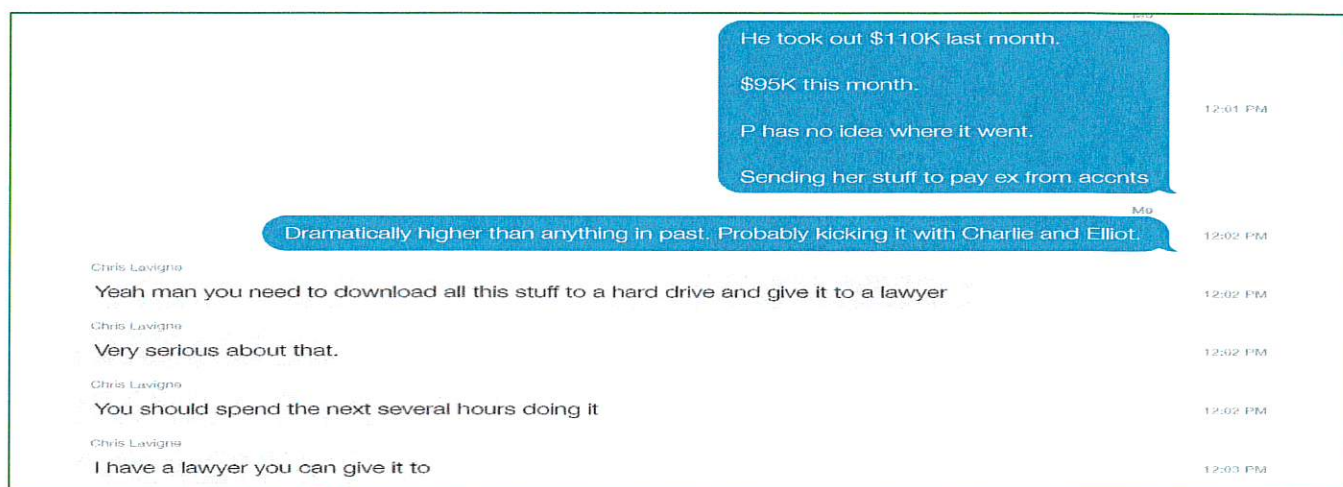 He took out $110K last month.
12:01 PM
$95K this month.
P has no idea where it went.
Sending her stuff to pay ex from accnts
Me
Dramatically higher than anything in past. Probably kicking it with Charlie and Elliot.
12:02 PM
Chris Lavigne
Yeah man you need to download all this stuff to a hard drive and give it to a lawyer
12:02 PM
Chris Lavigne
Very serious about that.
12:02 PM
Chris Lavigne
You should spend the next several hours doing it
12:02 PM
Chris Lavigne
I have a lawyer you can give it to
12:03 PM